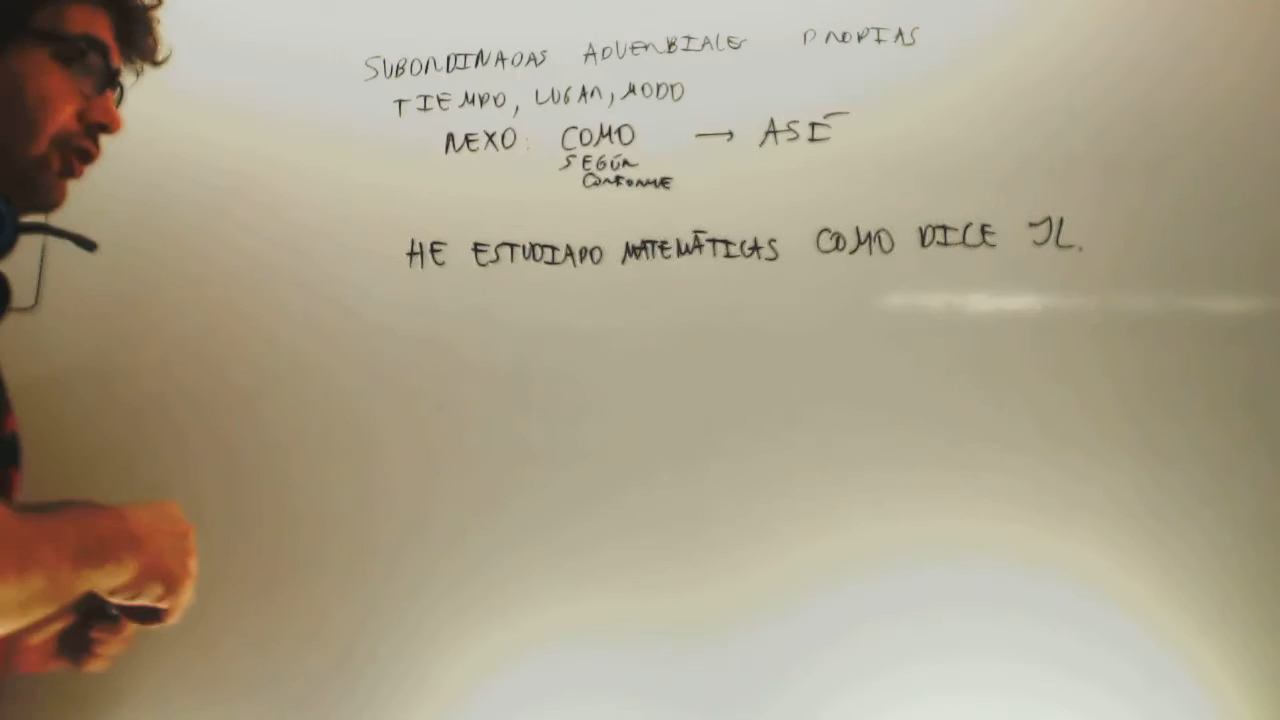 SUBORDINADAS ADVERBIALES PROPIAS
TIEMPO, LUGAR, MODO
NEXO: COMO → ASÍ
SEGÚN
CONFORME
HE ESTUDIADO MATEMÁTICAS COMO DICE JL.